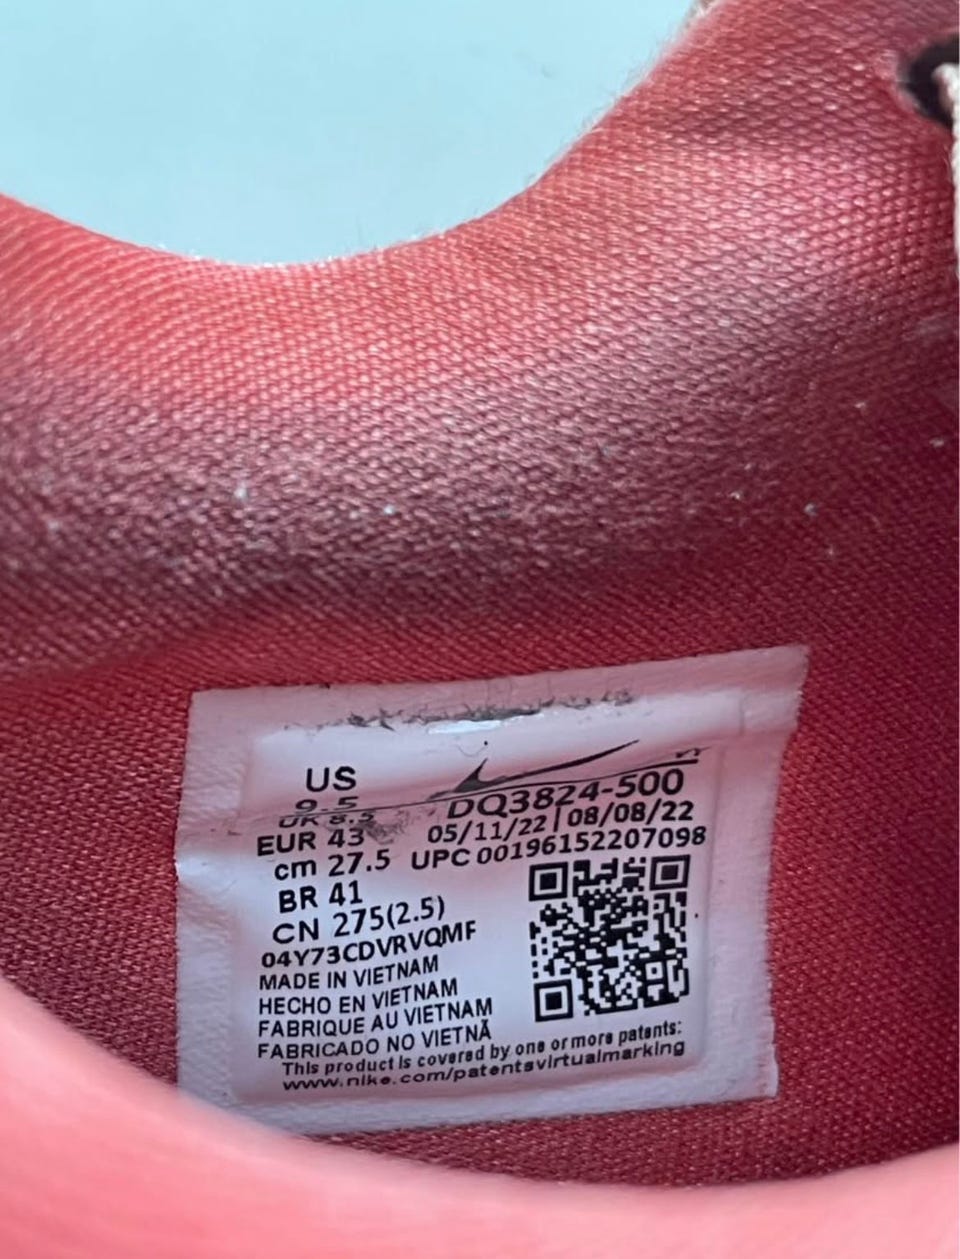 US
9.5
UK 8.5
EUR 43
cm 27.5
BR 41
CN 275(2.5)
04Y73CDVRVQMF
DQ3824-500
05/11/22 | 08/08/22
UPC 00196152207098
MADE IN VIETNAM
HECHO EN VIETNAM
FABRIQUE AU VIETNAM
FABRICADO NO VIETNÃ
This product is covered by one or more patents:
www.nike.com/patentsvirtualmarking